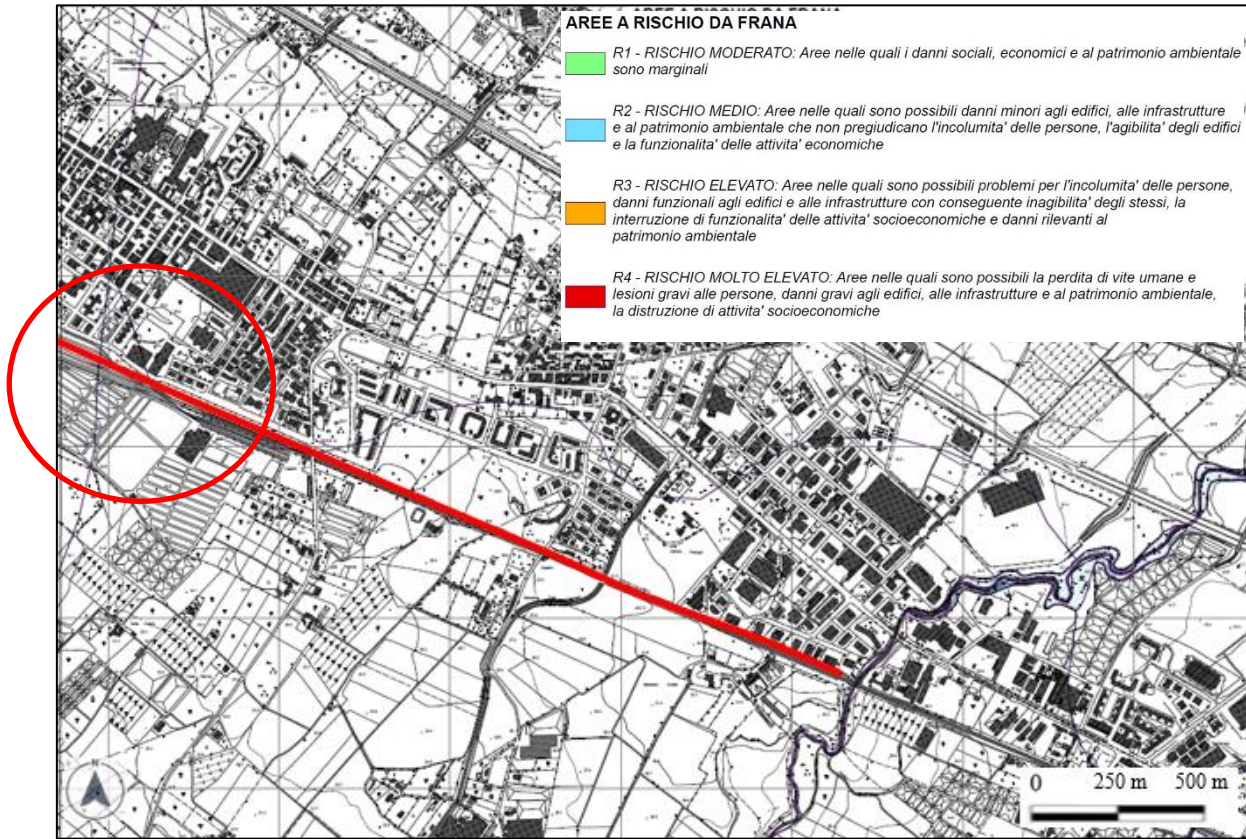 AREE A RISCHIO DA FRANA
R1 - RISCHIO MODERATO: Aree nelle quali i danni sociali, economici e al patrimonio ambientale
sono marginali
R2 - RISCHIO MEDIO: Aree nelle quali sono possibili danni minori agli edifici, alle infrastrutture
e al patrimonio ambientale che non pregiudicano l'incolumita' delle persone, l'agibilita' degli edifici
e la funzionalita' delle attivita' economiche
R3 - RISCHIO ELEVATO: Aree nelle quali sono possibili problemi per l'incolumita' delle persone,
danni funzionali agli edifici e alle infrastrutture con conseguente inagibilita' degli stessi, la
interruzione di funzionalita' delle attivita' socioeconomiche e danni rilevanti al
patrimonio ambientale
R4 - RISCHIO MOLTO ELEVATO: Aree nelle quali sono possibili la perdita di vite umane e
lesioni gravi alle persone, danni gravi agli edifici, alle infrastrutture e al patrimonio ambientale,
la distruzione di attivita' socioeconomiche
N
0 250 m 500 m